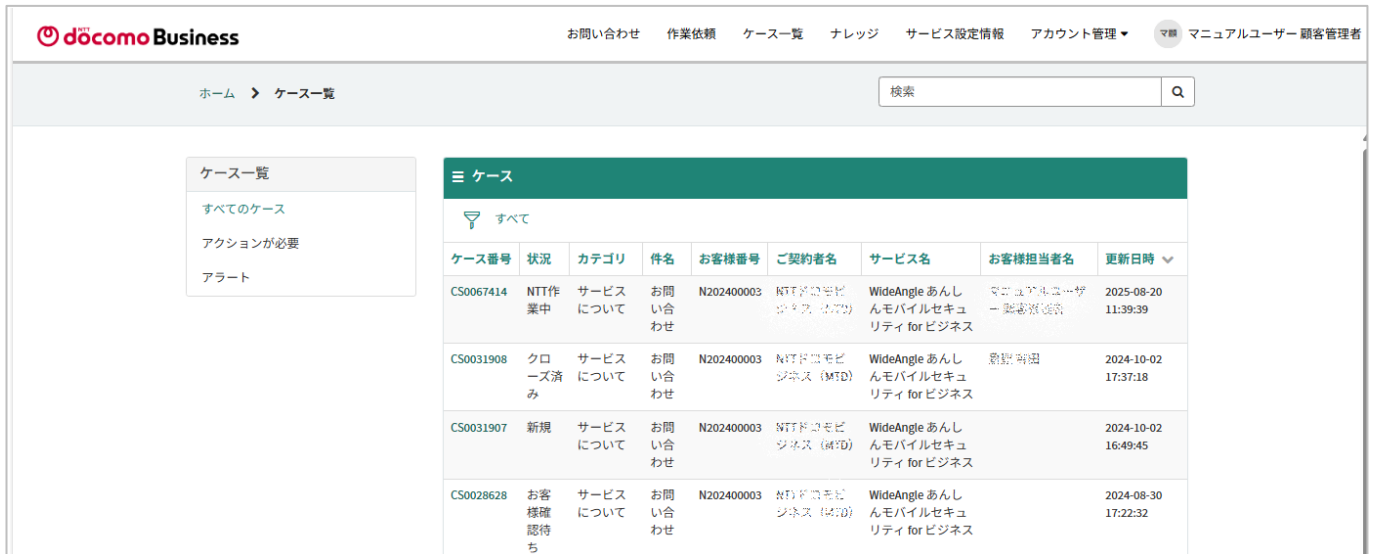 NTT docomo Business
お問い合わせ 作業依頼 ケース一覧 ナレッジ サービス設定情報 アカウント管理 マ顧 マニュアルユーザー 顧客管理者
ホーム ケース一覧 検索
ケース一覧
すべてのケース
アクションが必要
アラート
ケース
すべて
ケース番号 状況 カテゴリ 件名 お客様番号 ご契約者名 サービス名 お客様担当者名 更新日時
CS0067414 NTT作 サービス お問 N202400003 WideAngle あんし 2025-08-20
業中 について い合 んモバイルセキュ 11:39:39
わせ リティ for ビジネス
CS0031908 クロ サービス お問 N202400003 WideAngle あんし 2024-10-02
ーズ済 について い合 ジネス（MTD） んモバイルセキュ 17:37:18
み わせ リティ for ビジネス
CS0031907 新規 サービス お問 N202400003 WideAngle あんし 2024-10-02
について い合 ジネス（MTD） んモバイルセキュ 16:49:45
わせ リティ for ビジネス
CS0028628 お客 サービス お問 N202400003 WideAngle あんし 2024-08-30
様確 について い合 んモバイルセキュ 17:22:32
認待 わせ リティ for ビジネス
ち